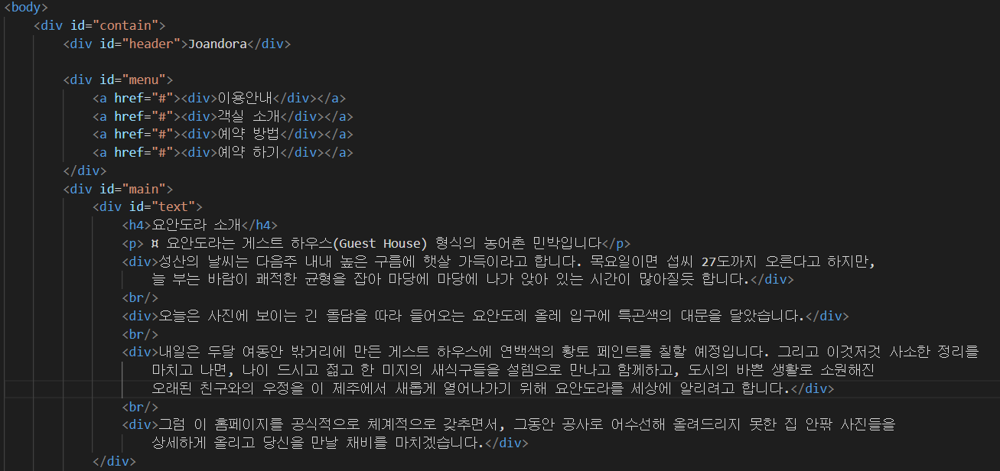 <body>
<div id="contain">
<div id="header">Joandora</div>
<div id="menu">
<a href="#"><div>이용안내</div></a>
<a href="#"><div>객실 소개</div></a>
<a href="#"><div>예약 방법</div></a>
<a href="#"><div>예약 하기</div></a>
</div>
<div id="main">
<div id="text">
<h4>요안도라 소개</h4>
<p> ¤ 요안도라는 게스트 하우스(Guest House) 형식의 농어촌 민박입니다</p>
<div>성산의 날씨는 다음주 내내 높은 구름에 햇살 가득이라고 합니다. 목요일이면 섭씨 27도까지 오른다고 하지만,
늘 부는 바람이 쾌적한 균형을 잡아 마당에 마당에 나가 앉아 있는 시간이 많아질듯 합니다.</div>
<br/>
<div>오늘은 사진에 보이는 긴 돌담을 따라 들어오는 요안도레 올레 입구에 특곤색의 대문을 달았습니다.</div>
<br/>
<div>내일은 두달 여동안 밖거리에 만든 게스트 하우스에 연백색의 황토 페인트를 칠할 예정입니다. 그리고 이것저것 사소한 정리를
마치고 나면, 나이 드시고 젊고 한 미지의 새식구들을 설렘으로 만나고 함께하고, 도시의 바쁜 생활로 소원해진
오래된 친구와의 우정을 이 제주에서 새롭게 열어나가기 위해 요안도라를 세상에 알리려고 합니다.</div>
<br/>
<div>그럼 이 홈페이지를 공식적으로 체계적으로 갖추면서, 그동안 공사로 어수선해 올려드리지 못한 집 안팎 사진들을
상세하게 올리고 당신을 만날 채비를 마치겠습니다.</div>
</div>